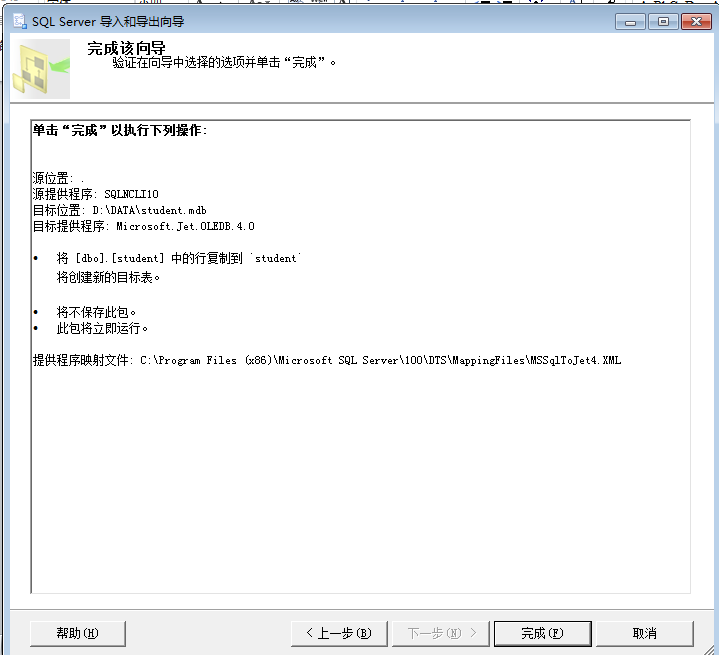 SQL Server 导入和导出向导
完成该向导
验证在向导中选择的选项并单击“完成”。
单击“完成”以执行下列操作:
源位置: .
源提供程序: SQLNCLI10
目标位置: D:\DATA\student.mdb
目标提供程序: Microsoft.Jet.OLEDB.4.0
• 将 [dbo].[student] 中的行复制到 `student`
将创建新的目标表。
• 将不保存此包。
• 此包将立即运行。
提供程序映射文件: C:\Program Files (x86)\Microsoft SQL Server\100\DTS\MappingFiles\MSSqlToJet4.XML
帮助(H)
< 上一步(B)
下一步(N) >
完成(F)
取消